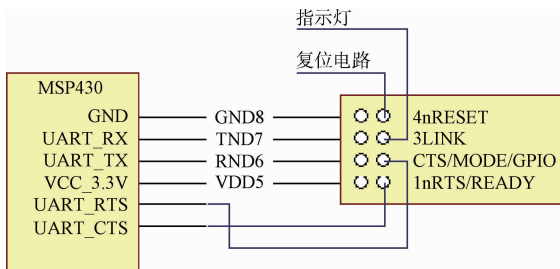 指示灯
复位电路
MSP430
GND GND8 4nRESET
UART_RX TND7 3LINK
UART_TX RND6 CTS/MODE/GPIO
VCC_3.3V VDD5 1nRTS/READY
UART_RTS
UART_CTS